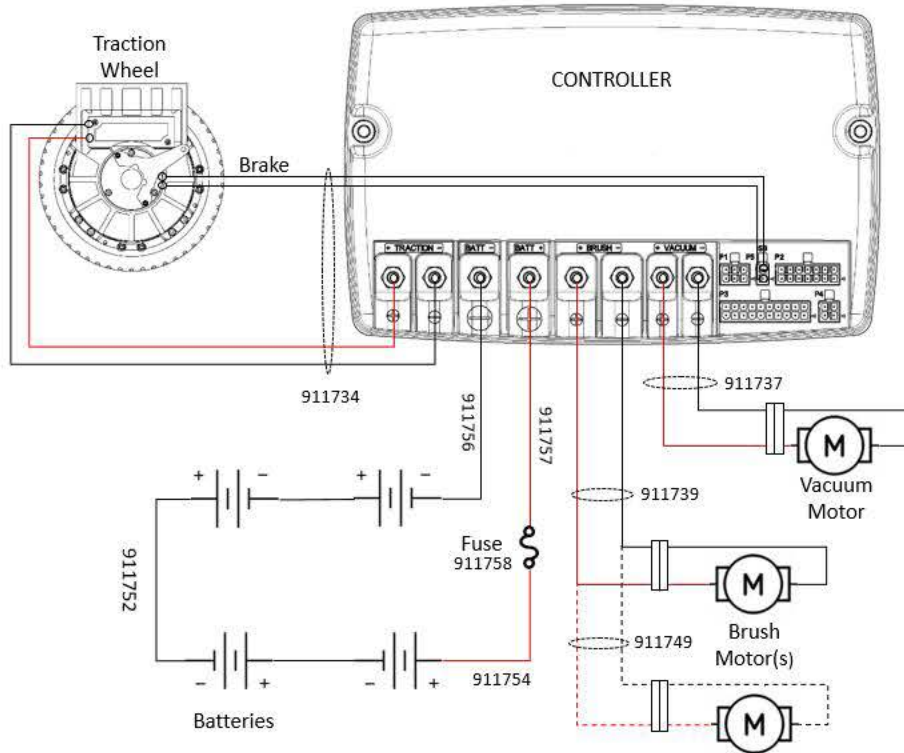 Traction
Wheel
CONTROLLER
Brake
+ TRACTION -
BATT -
BATT +
+ BRUSH -
+ VACUUM -
P1
P5
P2
P3
P4
911734
911756
911757
911737
+ -
+ -
911739
M
Vacuum
Motor
911752
Fuse
911758
M
Brush
Motor(s)
911749
- +
- +
911754
M
Batteries